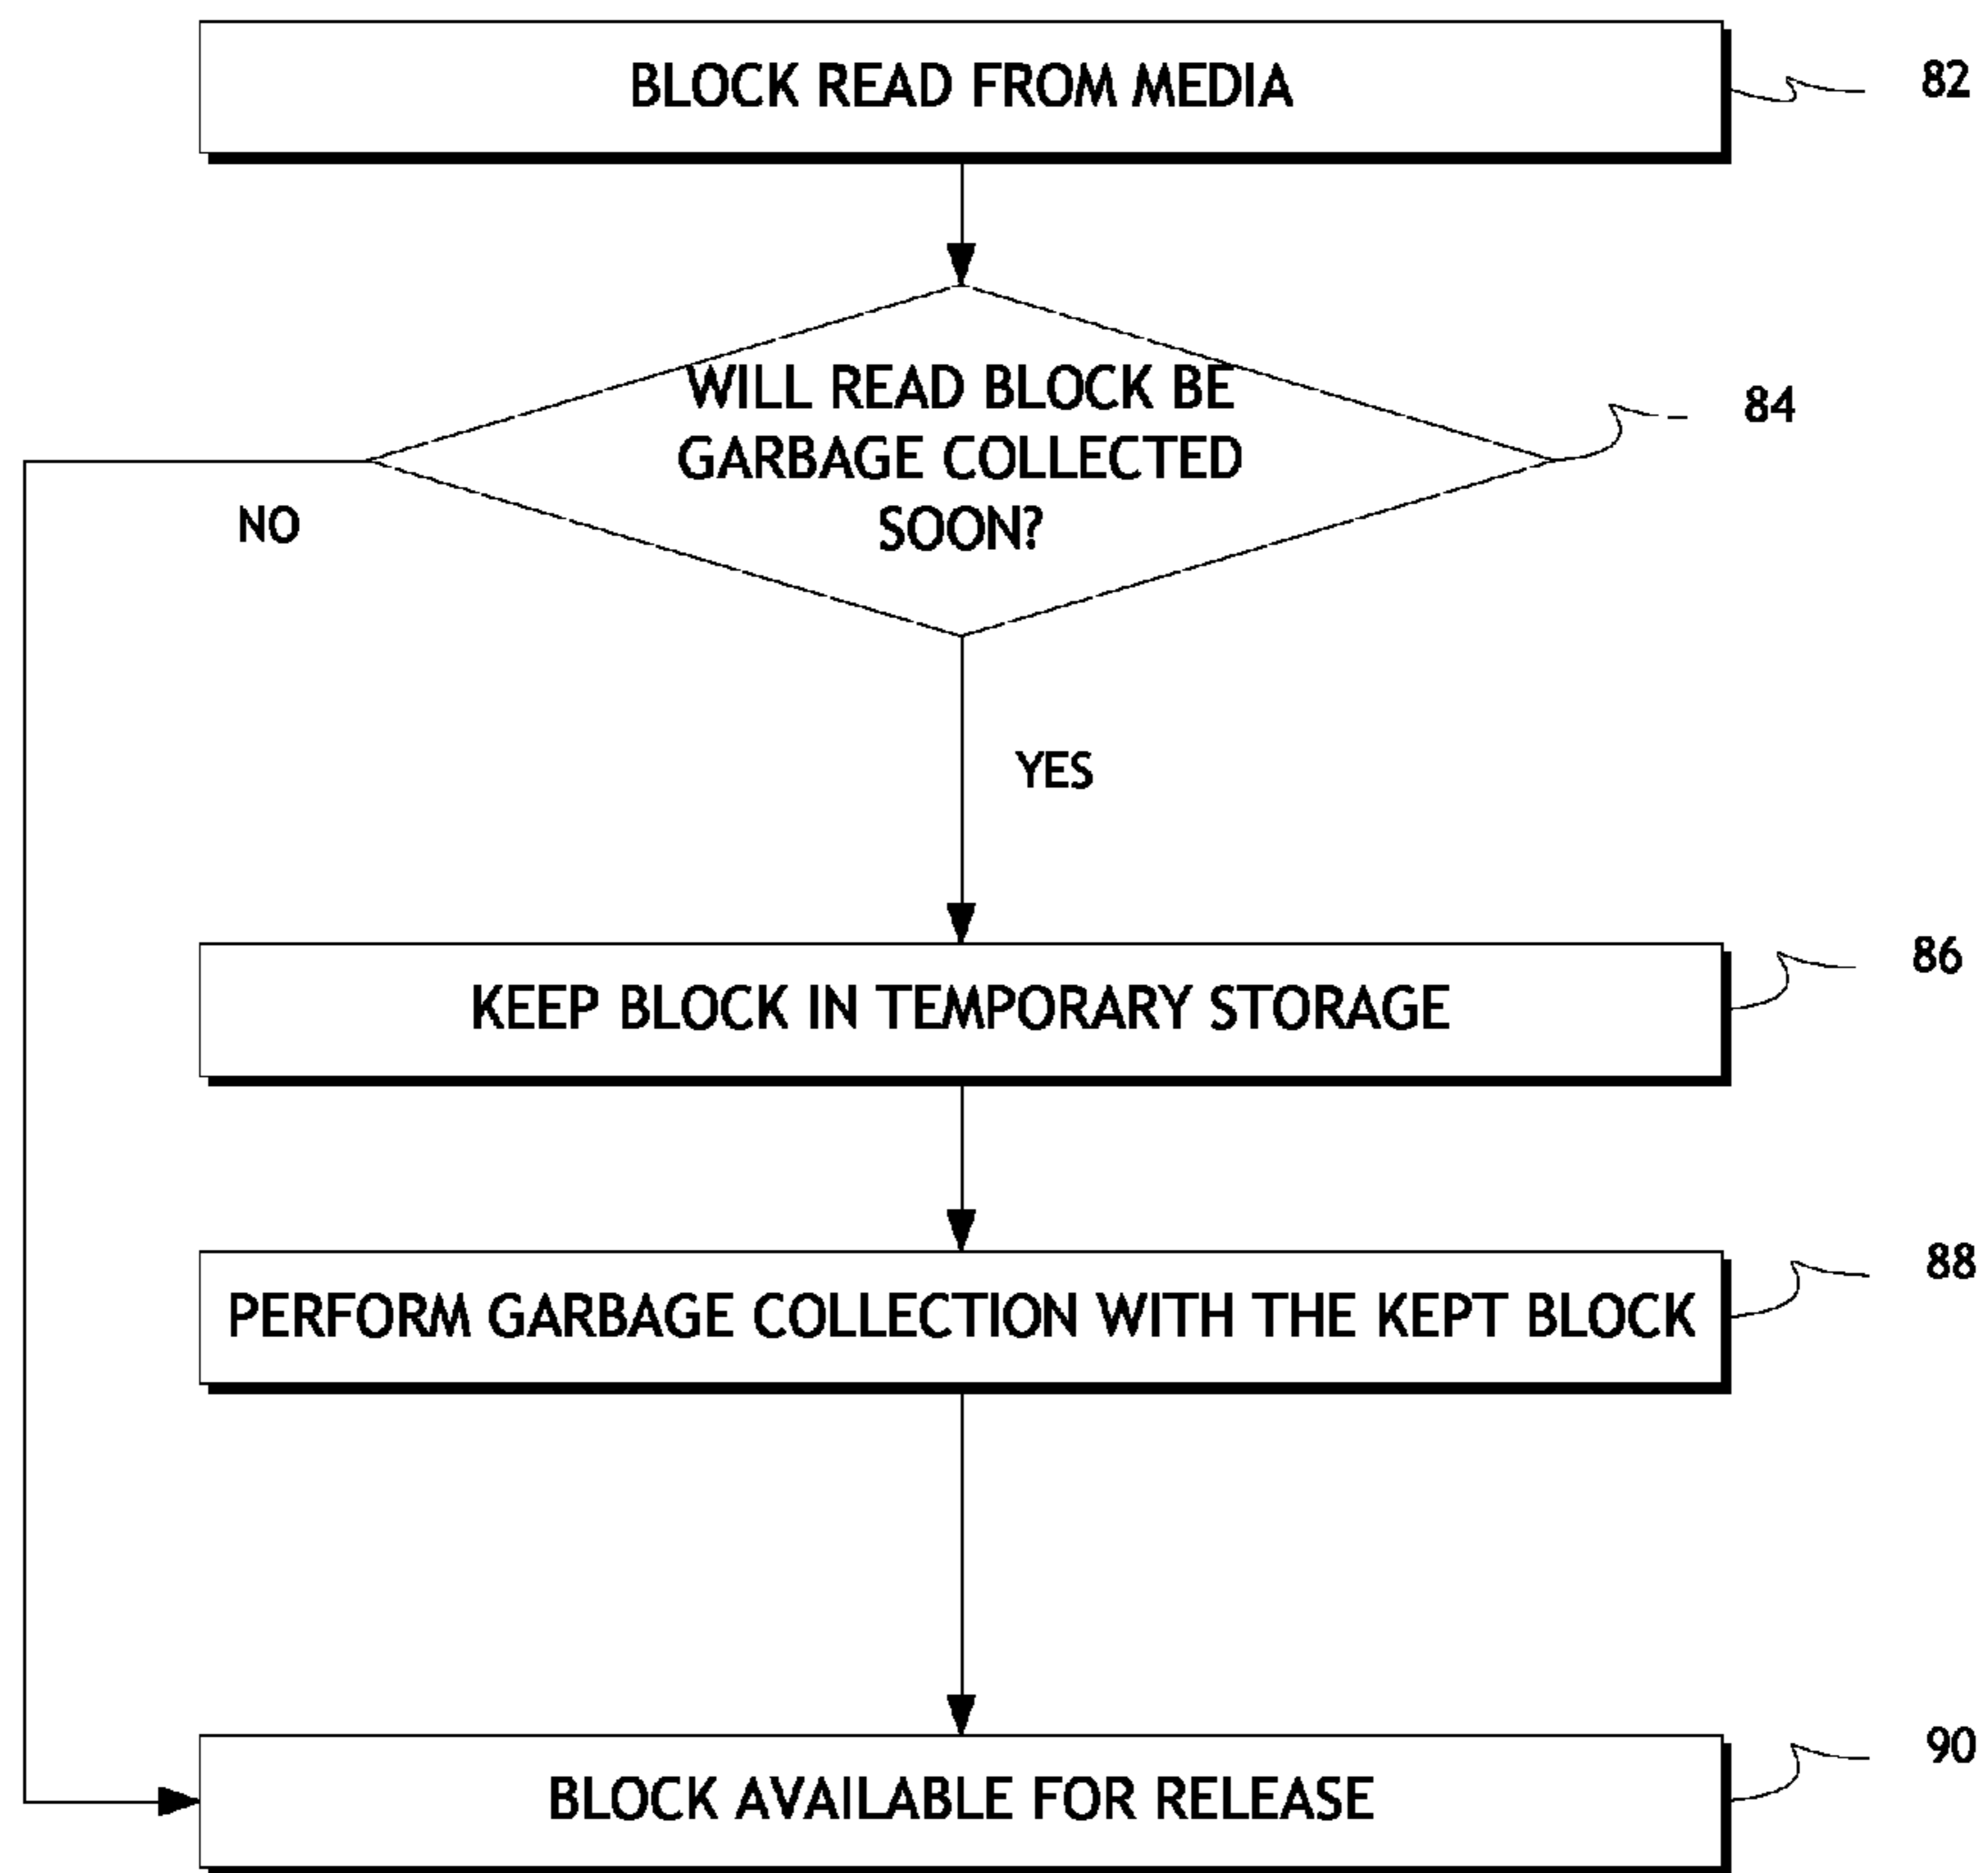 BLOCK READ FROM MEDIA
82
WILL READ BLOCK BE
GARBAGE COLLECTED
SOON?
84
NO
YES
KEEP BLOCK IN TEMPORARY STORAGE
86
PERFORM GARBAGE COLLECTION WITH THE KEPT BLOCK
88
BLOCK AVAILABLE FOR RELEASE
90